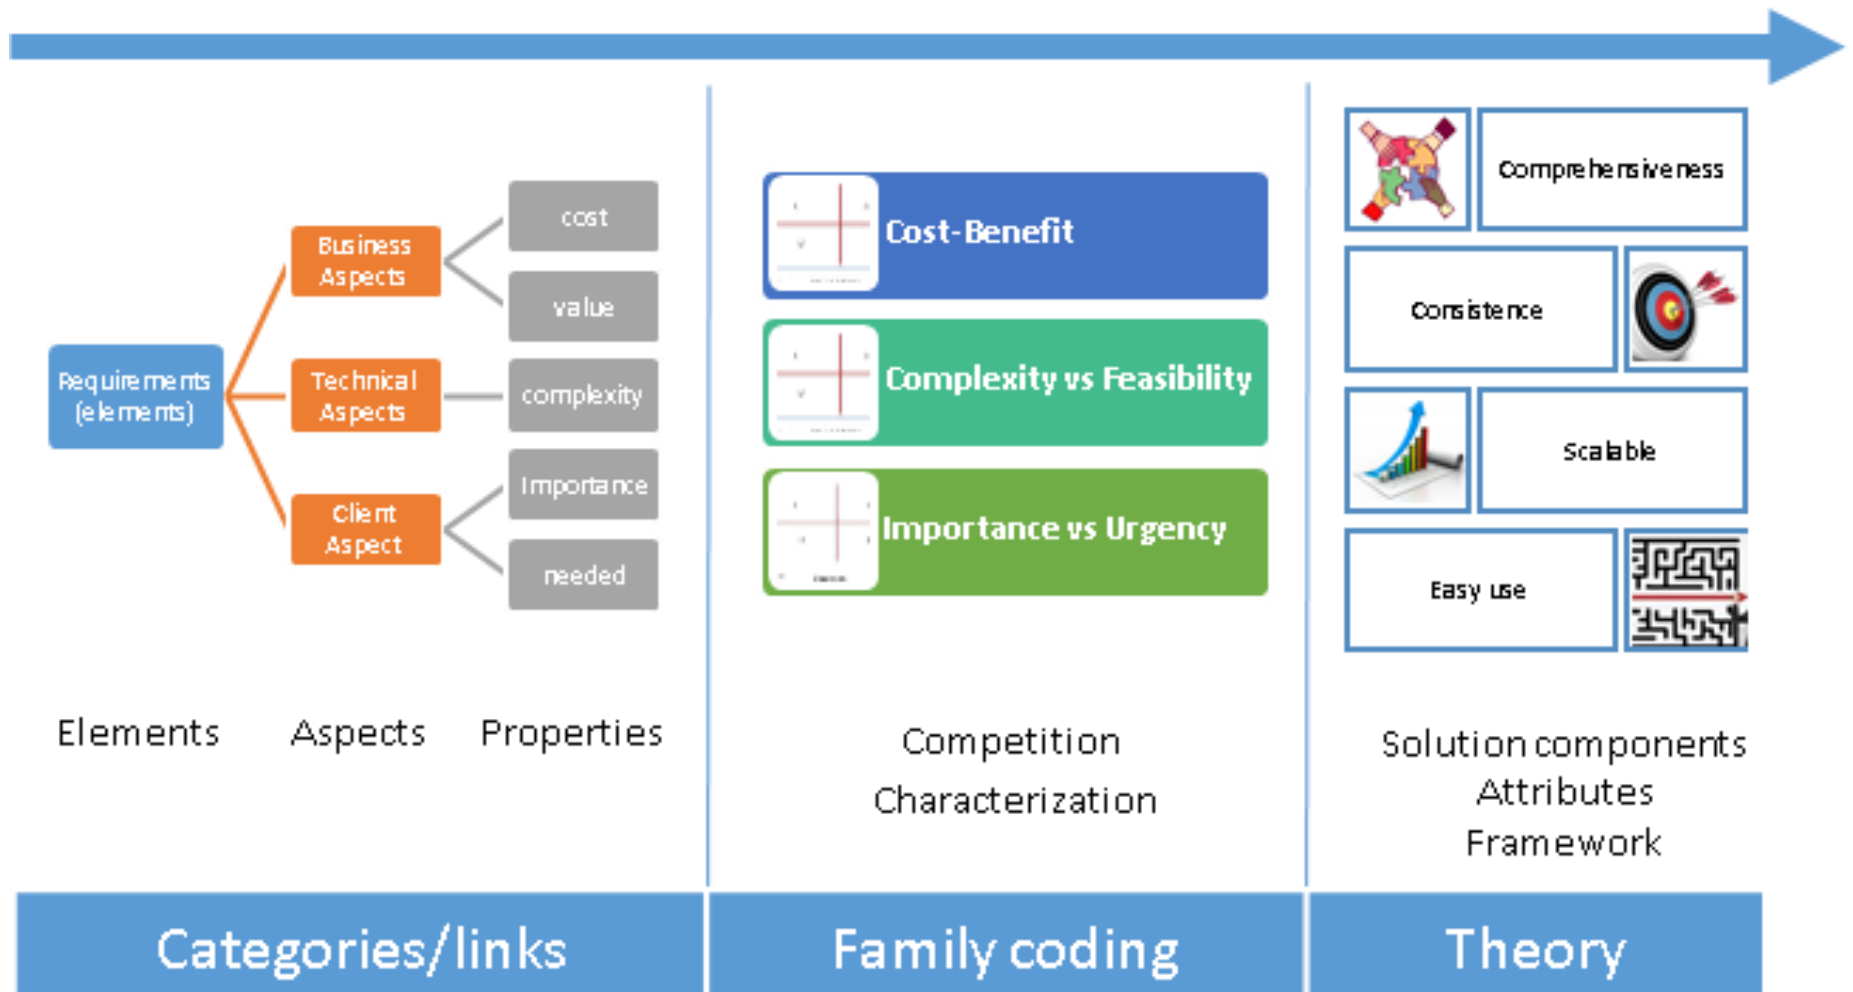 Requirements
(elements)
Business
Aspects
Technical
Aspects
Client
Aspect
cost
value
complexity
Importance
needed
Elements
Aspects
Properties
Categories/links
Cost-Benefit
Complexity vs Feasibility
Importance vs Urgency
Competition
Characterization
Family coding
Comprehensiveness
Consistence
Scalable
Easy use
Solution components
Attributes
Framework
Theory